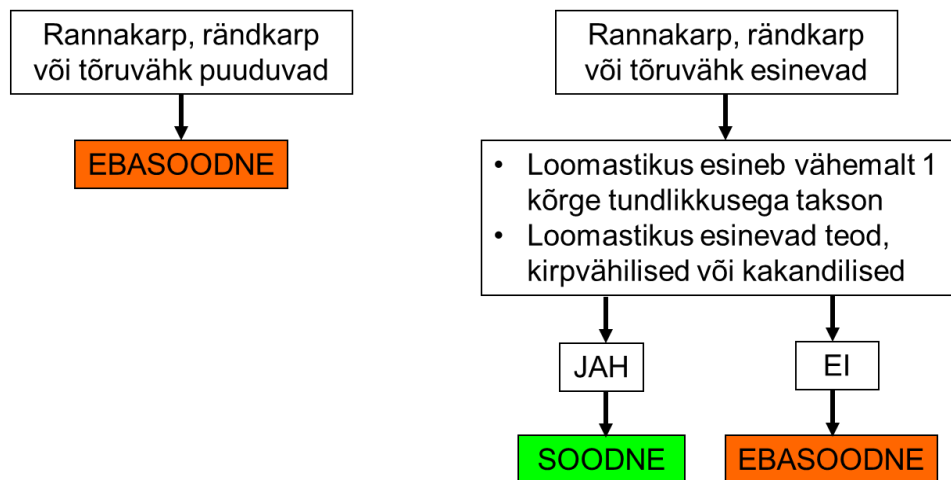 Rannakarp, rändkarp
või tõruvähk puuduvad
EBASOODNE
Rannakarp, rändkarp
või tõruvähk esinevad
• Loomastikus esineb vähemalt 1
kõrge tundlikkusega takson
• Loomastikus esinevad teod,
kirpvähilised või kakandilised
JAH
EI
SOODNE
EBASOODNE